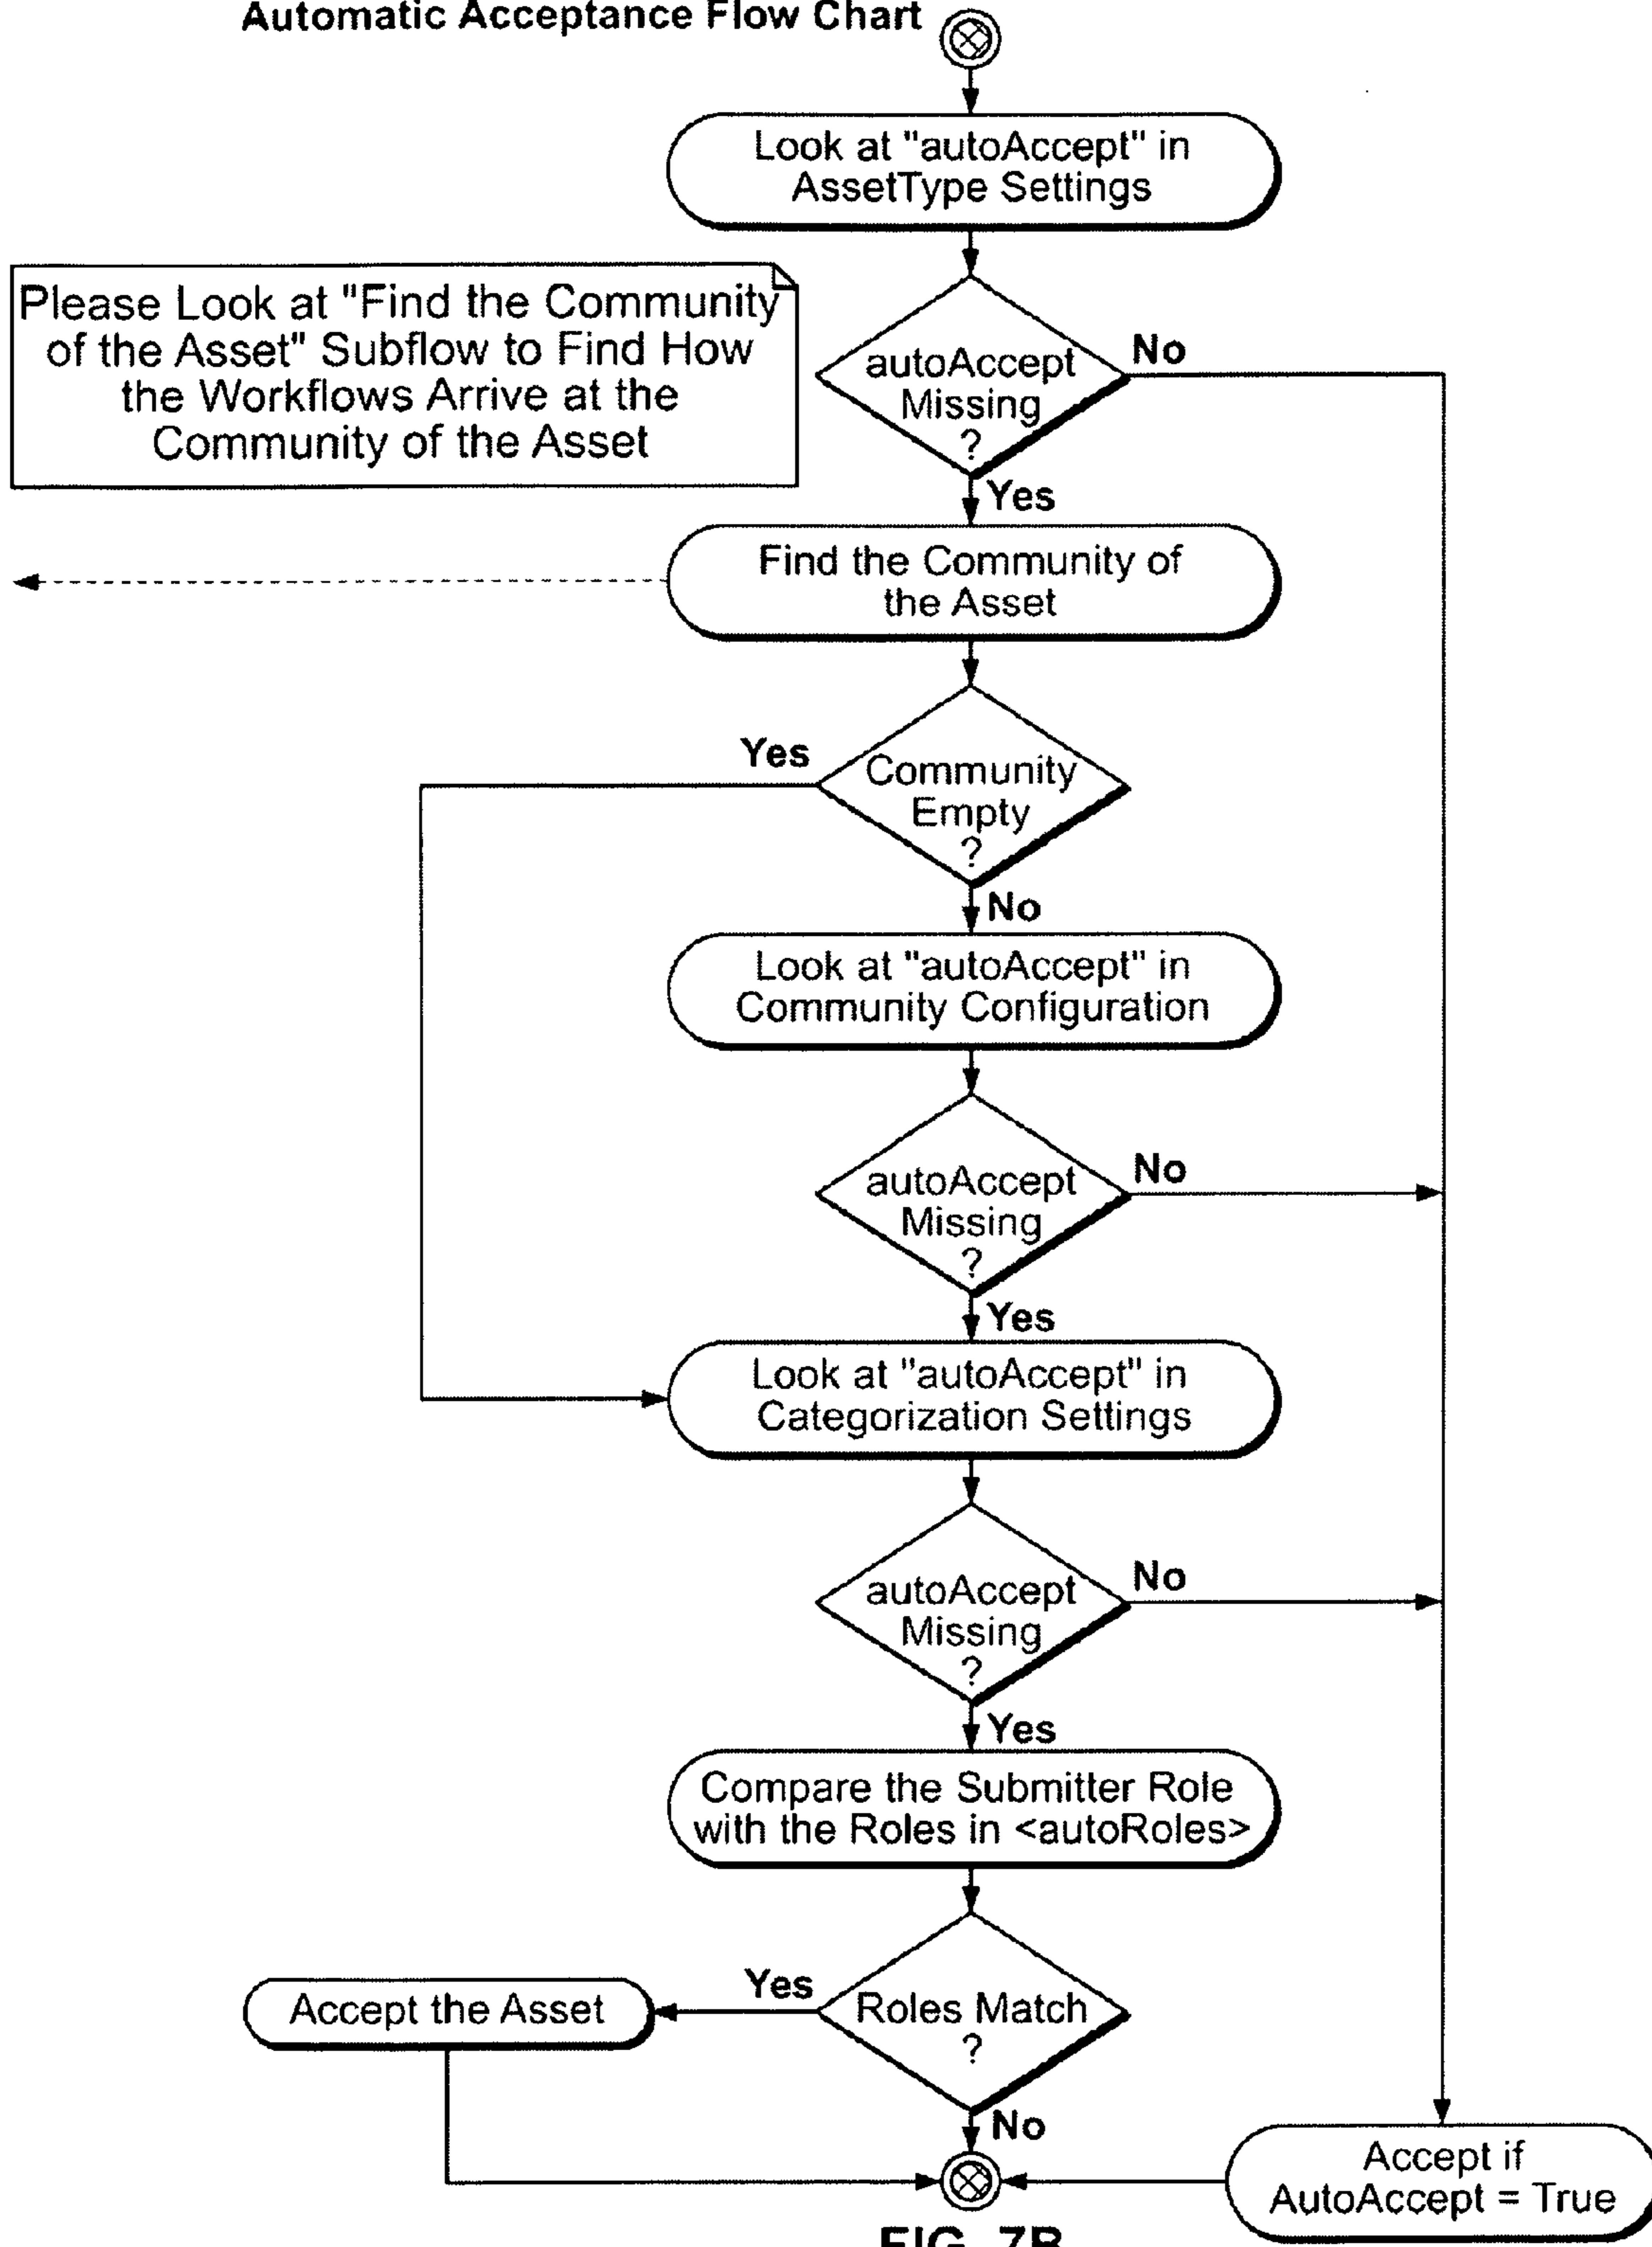 Automatic Acceptance Flow Chart
Look at "autoAccept" in
AssetType Settings
Please Look at "Find the Community
of the Asset" Subflow to Find How
the Workflows Arrive at the
Community of the Asset
autoAccept
Missing
?
No
Yes
Find the Community of
the Asset
Yes
Community
Empty
?
No
Look at "autoAccept" in
Community Configuration
autoAccept
Missing
?
No
Yes
Look at "autoAccept" in
Categorization Settings
autoAccept
Missing
?
No
Yes
Compare the Submitter Role
with the Roles in <autoRoles>
Accept the Asset
Yes
Roles Match
?
No
Accept if
AutoAccept = True
FIG. 7B